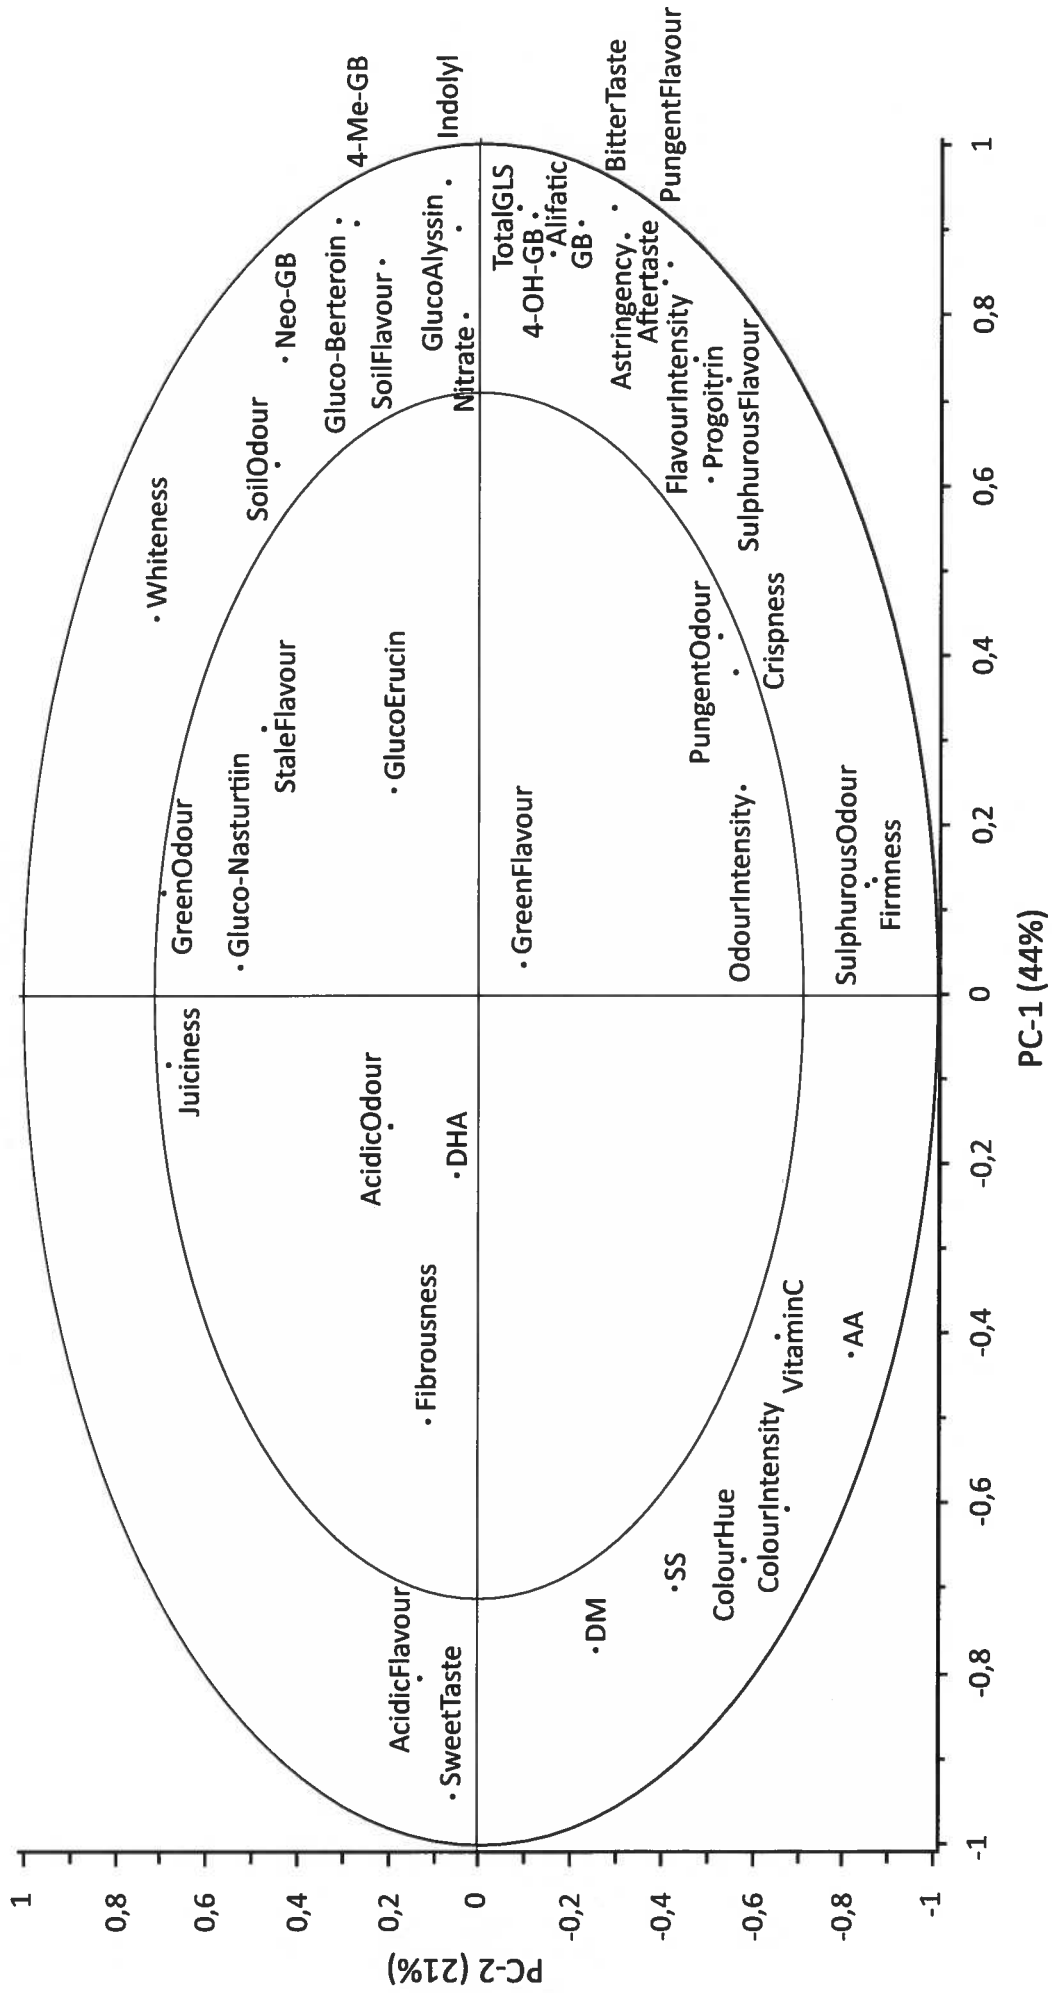 PC-2 (21%)
1
0,8
0,6
0,4
0,2
0
-0,2
-0,4
-0,6
-0,8
-1
Whiteness
GreenOdour
Juiciness
Gluco-Nasturtiin
SoilOdour
StaleFlavour
Neo-GB
Gluco-Berteroin
4-Me-GB
SoilFlavour
GlucoErucin
AcidicOdour
AcidicFlavour
Fibrousness
GlucoAlyssin
Indolyl
SweetTaste
DHA
Nitrate
TotalGLS
GreenFlavour
4-OH-GB
Alifatic
GB
DM
BitterTaste
Astringency
Aftertaste
PungentFlavour
SS
FlavourIntensity
PungentOdour
Progoitrin
ColourHue
OdourIntensity
SulphurousFlavour
Crispness
ColourIntensity
VitaminC
AA
SulphurousOdour
Firmness
-1
-0,8
-0,6
-0,4
-0,2
0
0,2
0,4
0,6
0,8
1
PC-1 (44%)